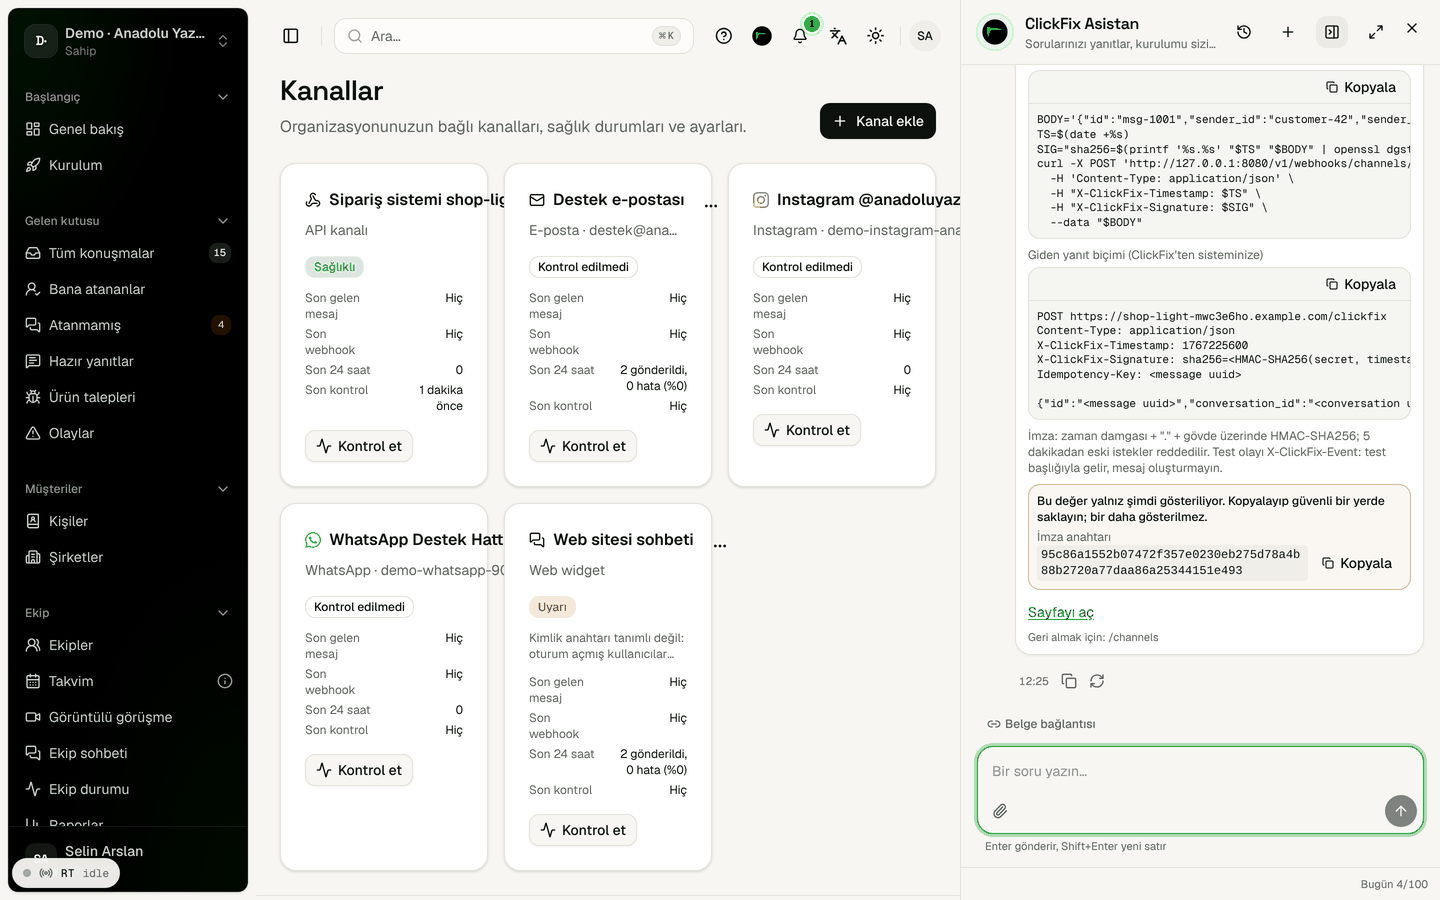 D·
Demo · Anadolu Yaz...
Sahip
Başlangıç
Genel bakış
Kurulum
Gelen kutusu
Tüm konuşmalar
15
Bana atananlar
Atanmamış
4
Hazır yanıtlar
Ürün talepleri
Olaylar
Müşteriler
Kişiler
Şirketler
Ekip
Ekipler
Takvim
Görüntülü görüşme
Ekip sohbeti
Ekip durumu
Raporlar
Selin Arslan
SA
RT idle
Ara...
⌘K
1
SA
Kanallar
Organizasyonunuzun bağlı kanalları, sağlık durumları ve ayarları.
Kanal ekle
Sipariş sistemi shop-lig
API kanalı
Sağlıklı
Son gelen mesaj
Hiç
Son webhook
Hiç
Son 24 saat
0
Son kontrol
1 dakika önce
Kontrol et
Destek e-postası
...
E-posta · destek@ana...
Kontrol edilmedi
Son gelen mesaj
Hiç
Son webhook
Hiç
Son 24 saat
2 gönderildi, 0 hata (%0)
Son kontrol
Hiç
Kontrol et
Instagram @anadoluyaz
Instagram · demo-instagram-ana
Kontrol edilmedi
Son gelen mesaj
Hiç
Son webhook
Hiç
Son 24 saat
0
Son kontrol
Hiç
Kontrol et
WhatsApp Destek Hatt
WhatsApp · demo-whatsapp-90
Kontrol edilmedi
Son gelen mesaj
Hiç
Son webhook
Hiç
Son 24 saat
0
Son kontrol
Hiç
Kontrol et
Web sitesi sohbeti
...
Web widget
Uyarı
Kimlik anahtarı tanımlı değil:
oturum açmış kullanıcılar...
Son gelen mesaj
Hiç
Son webhook
Hiç
Son 24 saat
2 gönderildi, 0 hata (%0)
Son kontrol
Hiç
Kontrol et
ClickFix Asistan
Sorularınızı yanıtlar, kurulumu sizi...
Kopyala
BODY='{"id":"msg-1001","sender_id":"customer-42","sender_
TS=$(date +%s)
SIG="sha256=$(printf '%s.%s' "$TS" "$BODY" | openssl dgst
curl -X POST 'http://127.0.0.1:8080/v1/webhooks/channels/
-H 'Content-Type: application/json' \
-H "X-ClickFix-Timestamp: $TS" \
-H "X-ClickFix-Signature: $SIG" \
--data "$BODY"
Giden yanıt biçimi (ClickFix'ten sisteminize)
Kopyala
POST https://shop-light-mwc3e6ho.example.com/clickfix
Content-Type: application/json
X-ClickFix-Timestamp: 1767225600
X-ClickFix-Signature: sha256=<HMAC-SHA256(secret, timesta
Idempotency-Key: <message uuid>
{"id":"<message uuid>","conversation_id":"<conversation u
İmza: zaman damgası + "." + gövde üzerinde HMAC-SHA256; 5
dakikadan eski istekler reddedilir. Test olayı X-ClickFix-Event: test
başlığıyla gelir, mesaj oluşturmayın.
Bu değer yalnız şimdi gösteriliyor. Kopyalayıp güvenli bir yerde
saklayın; bir daha gösterilmez.
İmza anahtarı
95c86a1552b07472f357e0230eb275d78a4b
88b2720a77daa86a25344151e493
Kopyala
Sayfayı aç
Geri almak için: /channels
12:25
Belge bağlantısı
Bir soru yazın...
Enter gönderir, Shift+Enter yeni satır
Bugün 4/100